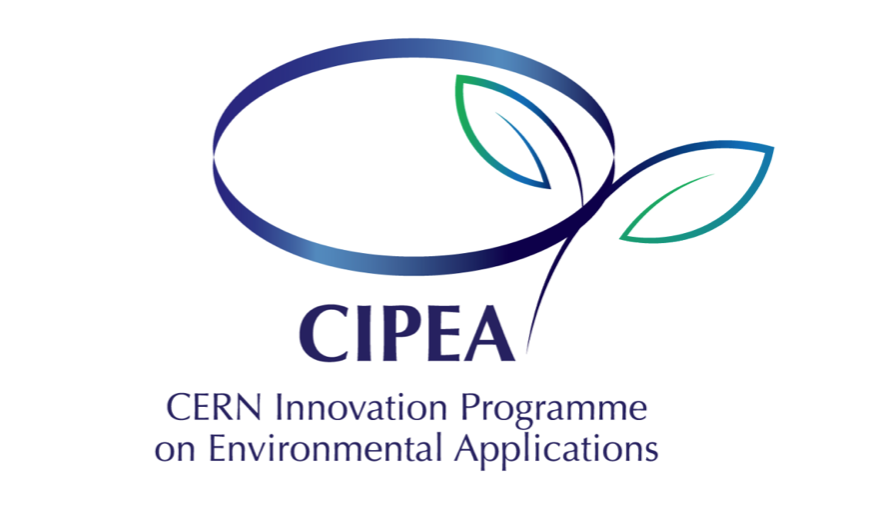 CIPEA
CERN Innovation Programme
on Environmental Applications